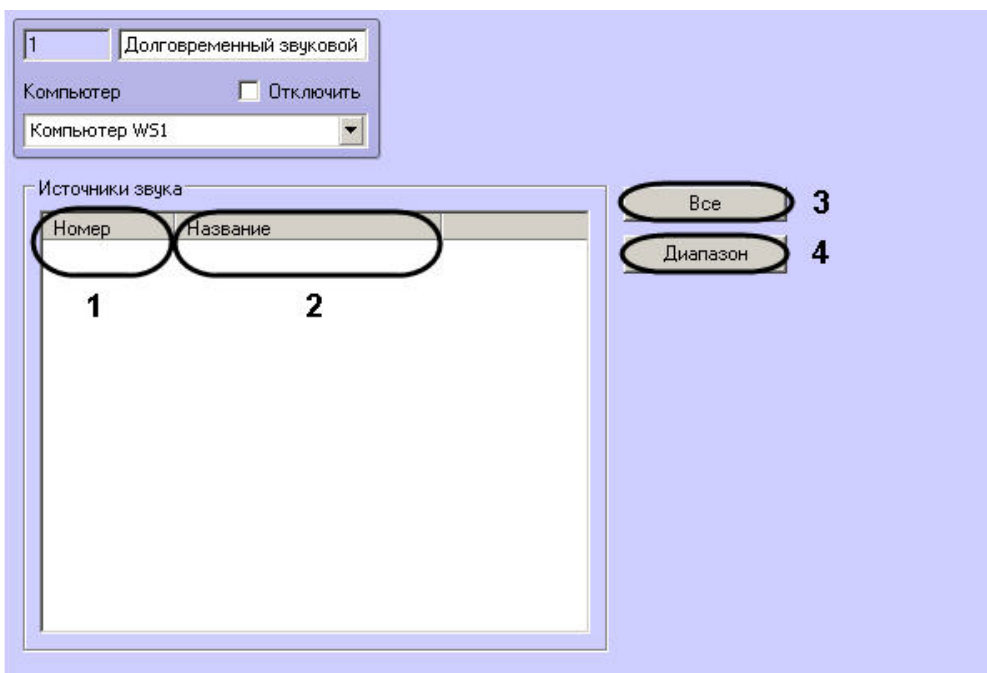 1 Долговременный звуковой
Компьютер Отключить
Компьютер WS1
Источники звука
Номер Название
Все 3
Диапазон 4
1 2